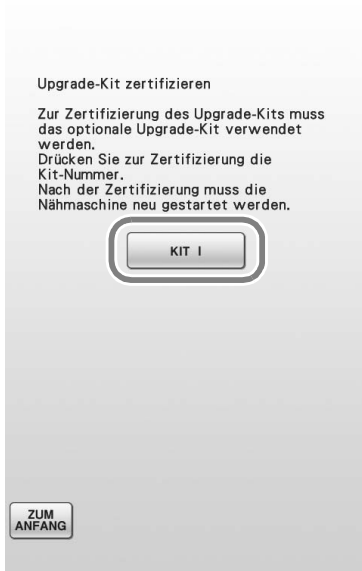 Upgrade-Kit zertifizieren
Zur Zertifizierung des Upgrade-Kits muss
das optionale Upgrade-Kit verwendet
werden.
Drücken Sie zur Zertifizierung die
Kit-Nummer.
Nach der Zertifizierung muss die
Nähmaschine neu gestartet werden.
KIT I
ZUM
ANFANG